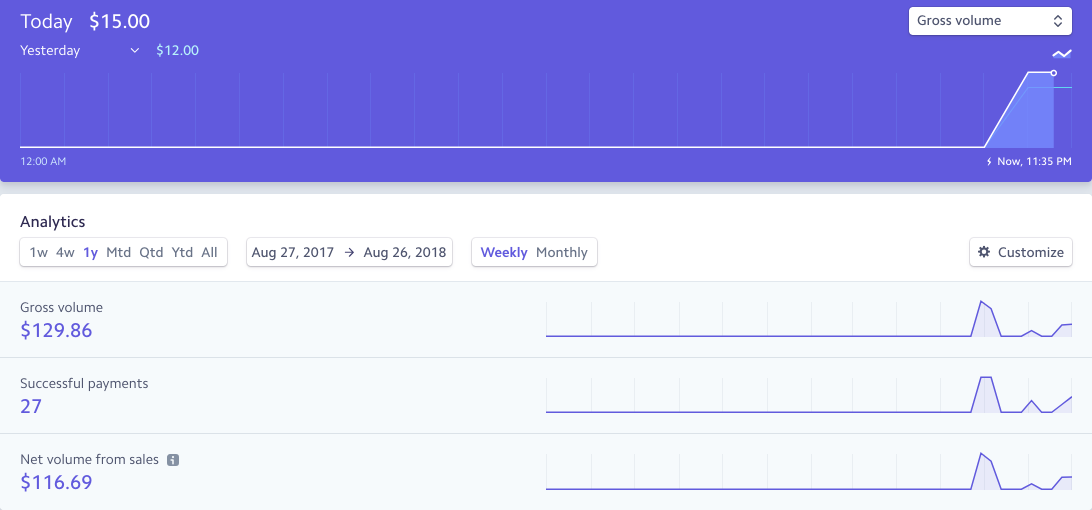 Today $15.00 Gross volume
Yesterday $12.00
12:00 AM Now, 11:35 PM
Analytics
1w 4w 1y Mtd Qtd Ytd All Aug 27, 2017 → Aug 26, 2018 Weekly Monthly Customize
Gross volume
$129.86
Successful payments
27
Net volume from sales i
$116.69